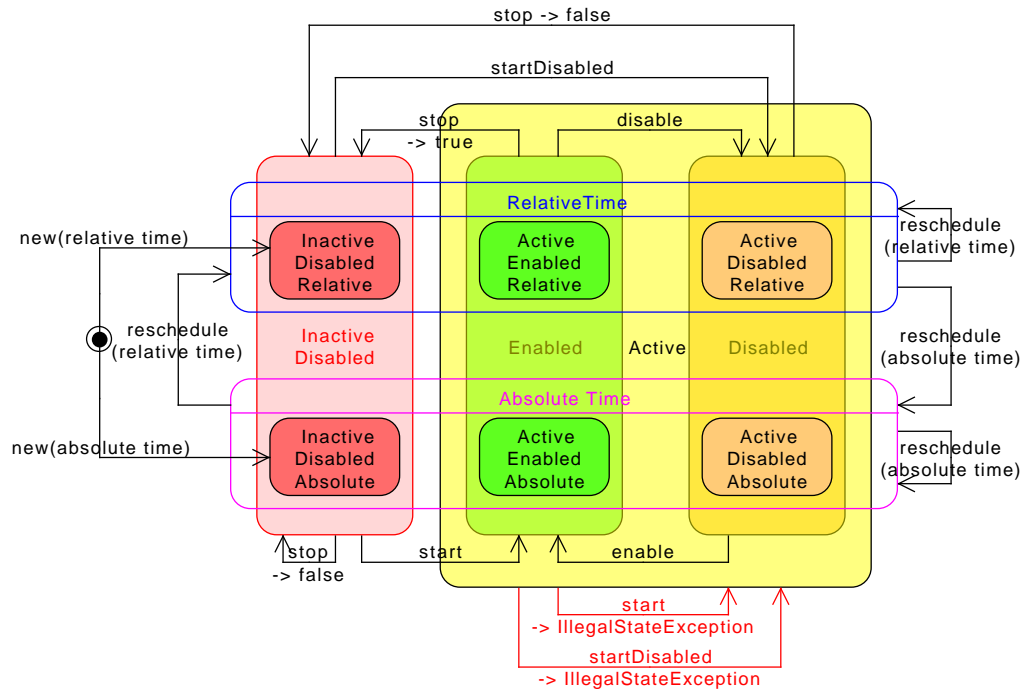 stop -> false
startDisabled
stop
-> true
disable
RelativeTime
new(relative time)
Inactive
Disabled
Relative
Active
Enabled
Relative
Active
Disabled
Relative
reschedule
(relative time)
reschedule
(relative time)
Inactive
Disabled
Enabled
Active
Disabled
reschedule
(absolute time)
Absolute Time
new(absolute time)
Inactive
Disabled
Absolute
Active
Enabled
Absolute
Active
Disabled
Absolute
reschedule
(absolute time)
stop
-> false
start
enable
start
-> IllegalStateException
startDisabled
-> IllegalStateException